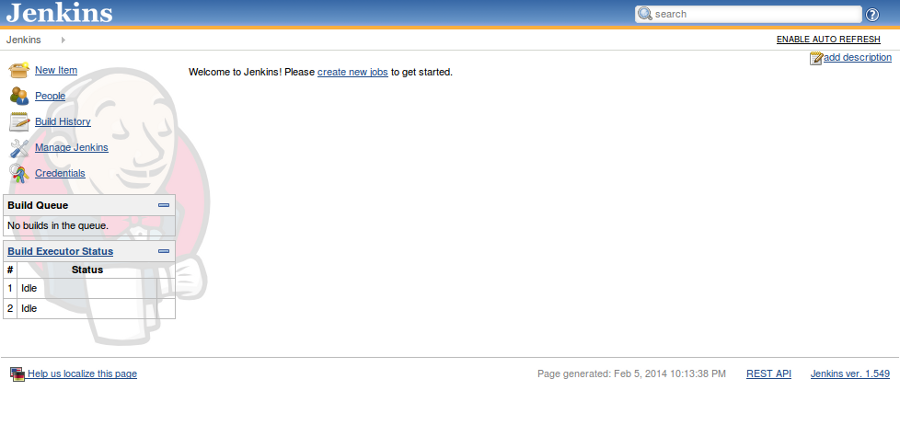 Jenkins
search
Jenkins
ENABLE AUTO REFRESH
add description
New Item
Welcome to Jenkins! Please create new jobs to get started.
People
Build History
Manage Jenkins
Credentials
Build Queue
No builds in the queue.
Build Executor Status
# Status
1 Idle
2 Idle
Help us localize this page
Page generated: Feb 5, 2014 10:13:38 PM REST API Jenkins ver. 1.549